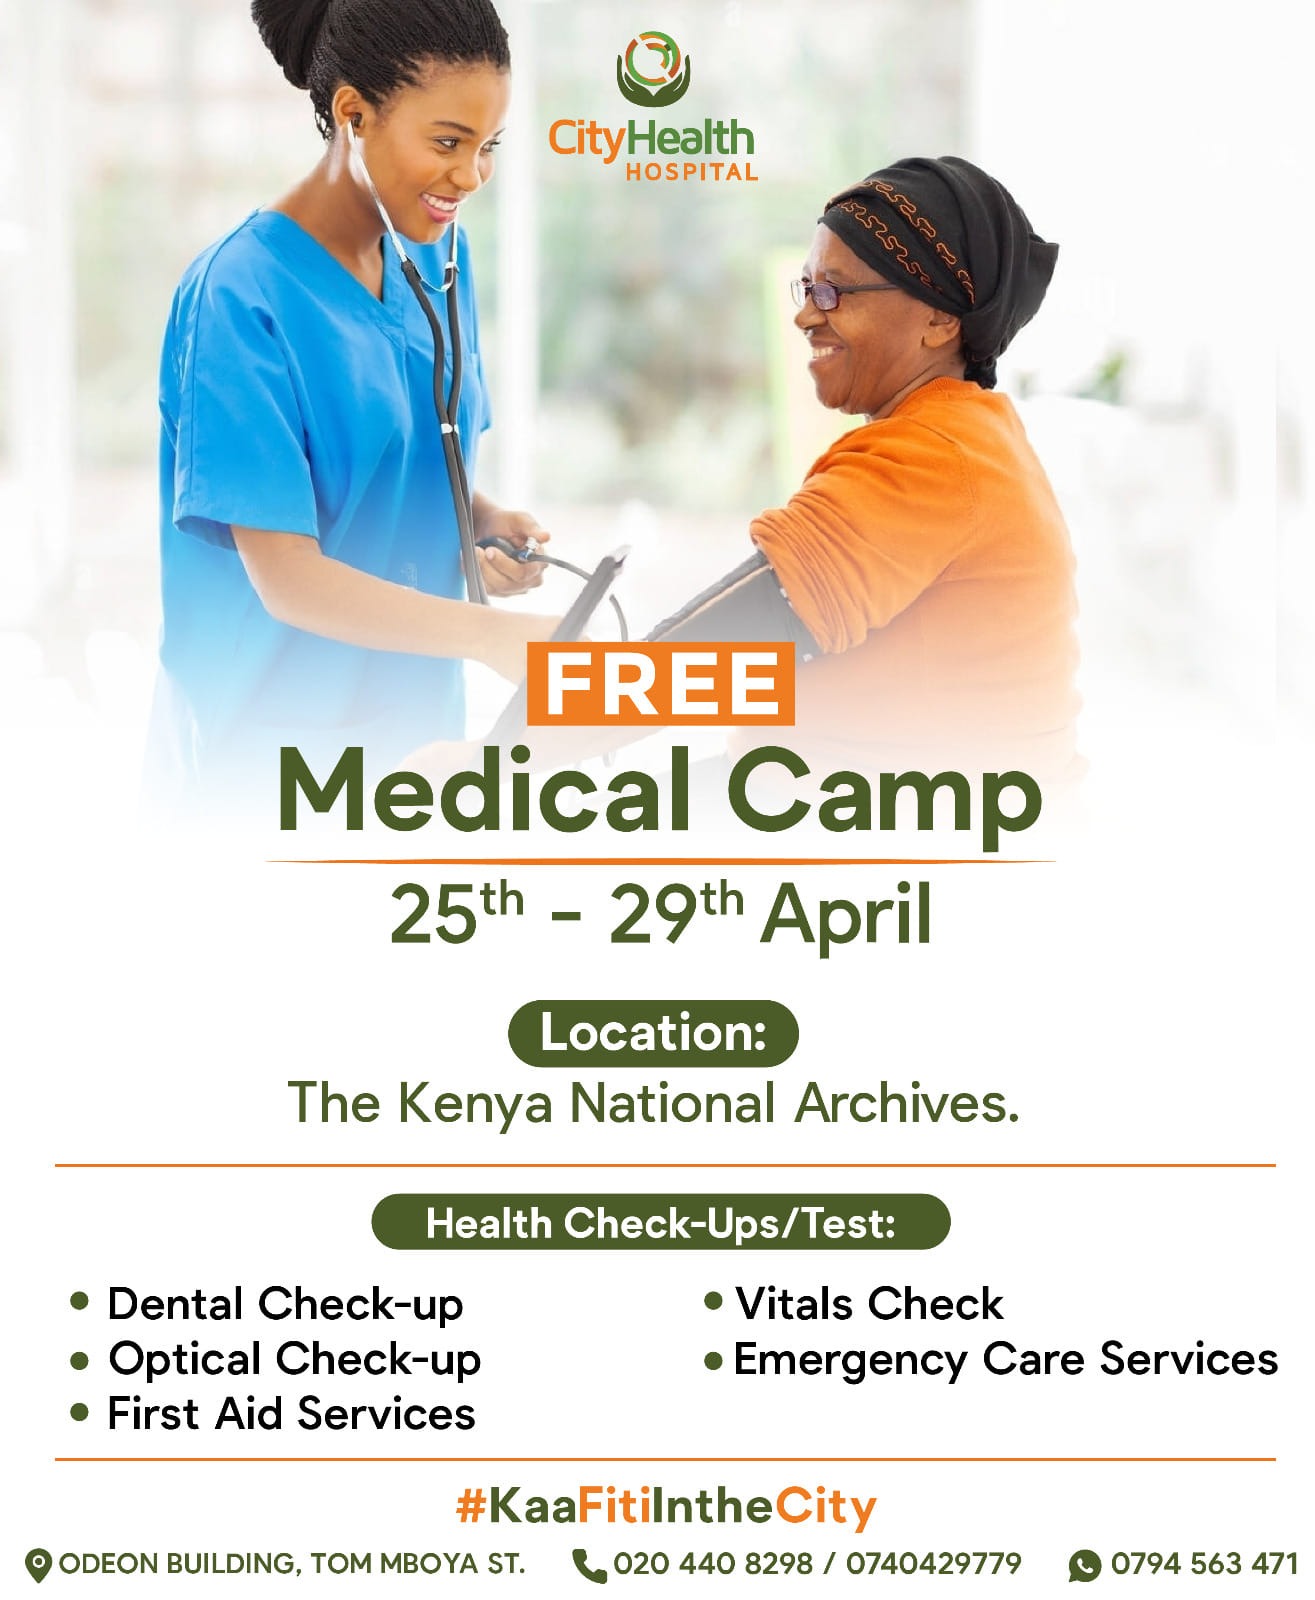 CityHealth
HOSPITAL
FREE
Medical Camp
25th - 29th April
Location:
The Kenya National Archives.
Health Check-Ups/Test:
• Dental Check-up
• Optical Check-up
• First Aid Services
• Vitals Check
• Emergency Care Services
#KaaFitiIntheCity
ODEON BUILDING, TOM MBOYA ST. 020 440 8298 / 0740429779 0794 563 471